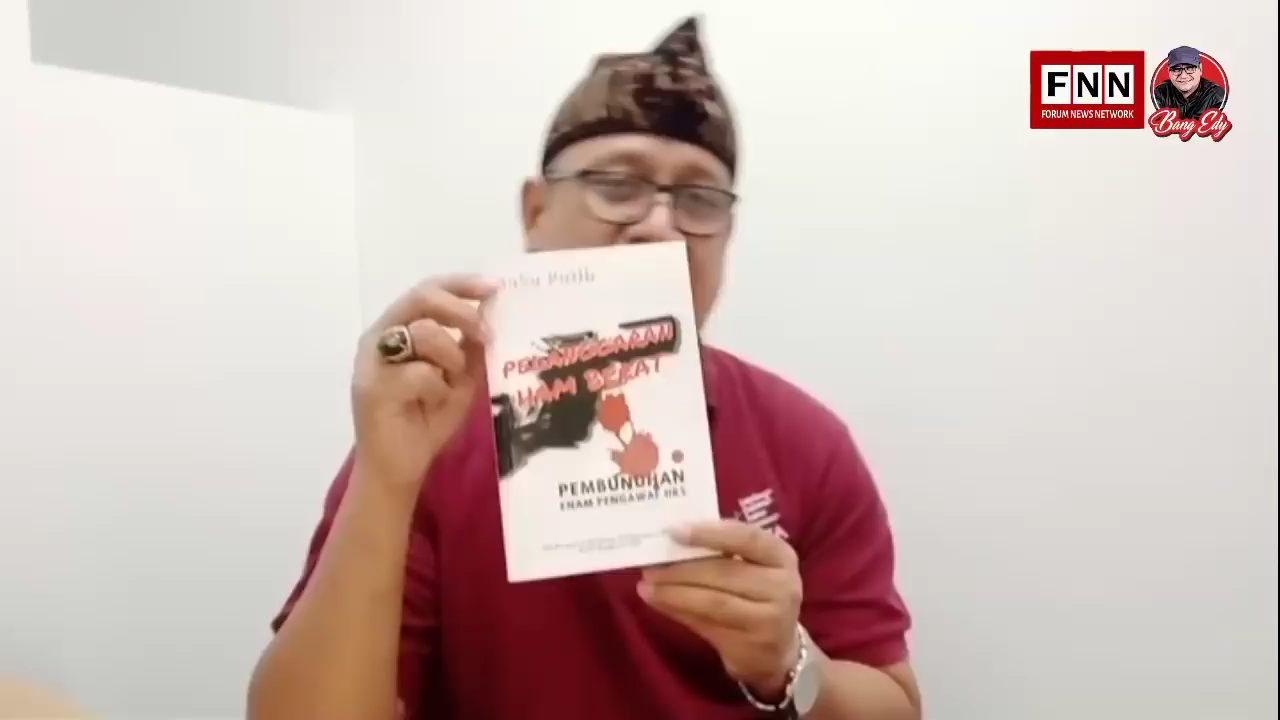 FNN
FORUM NEWS NETWORK
Bang Edy
Buku Putih
PELANGGARAN
HAM BERAT
PEMBUNUHAN
ENAM PENGAWAL HRS